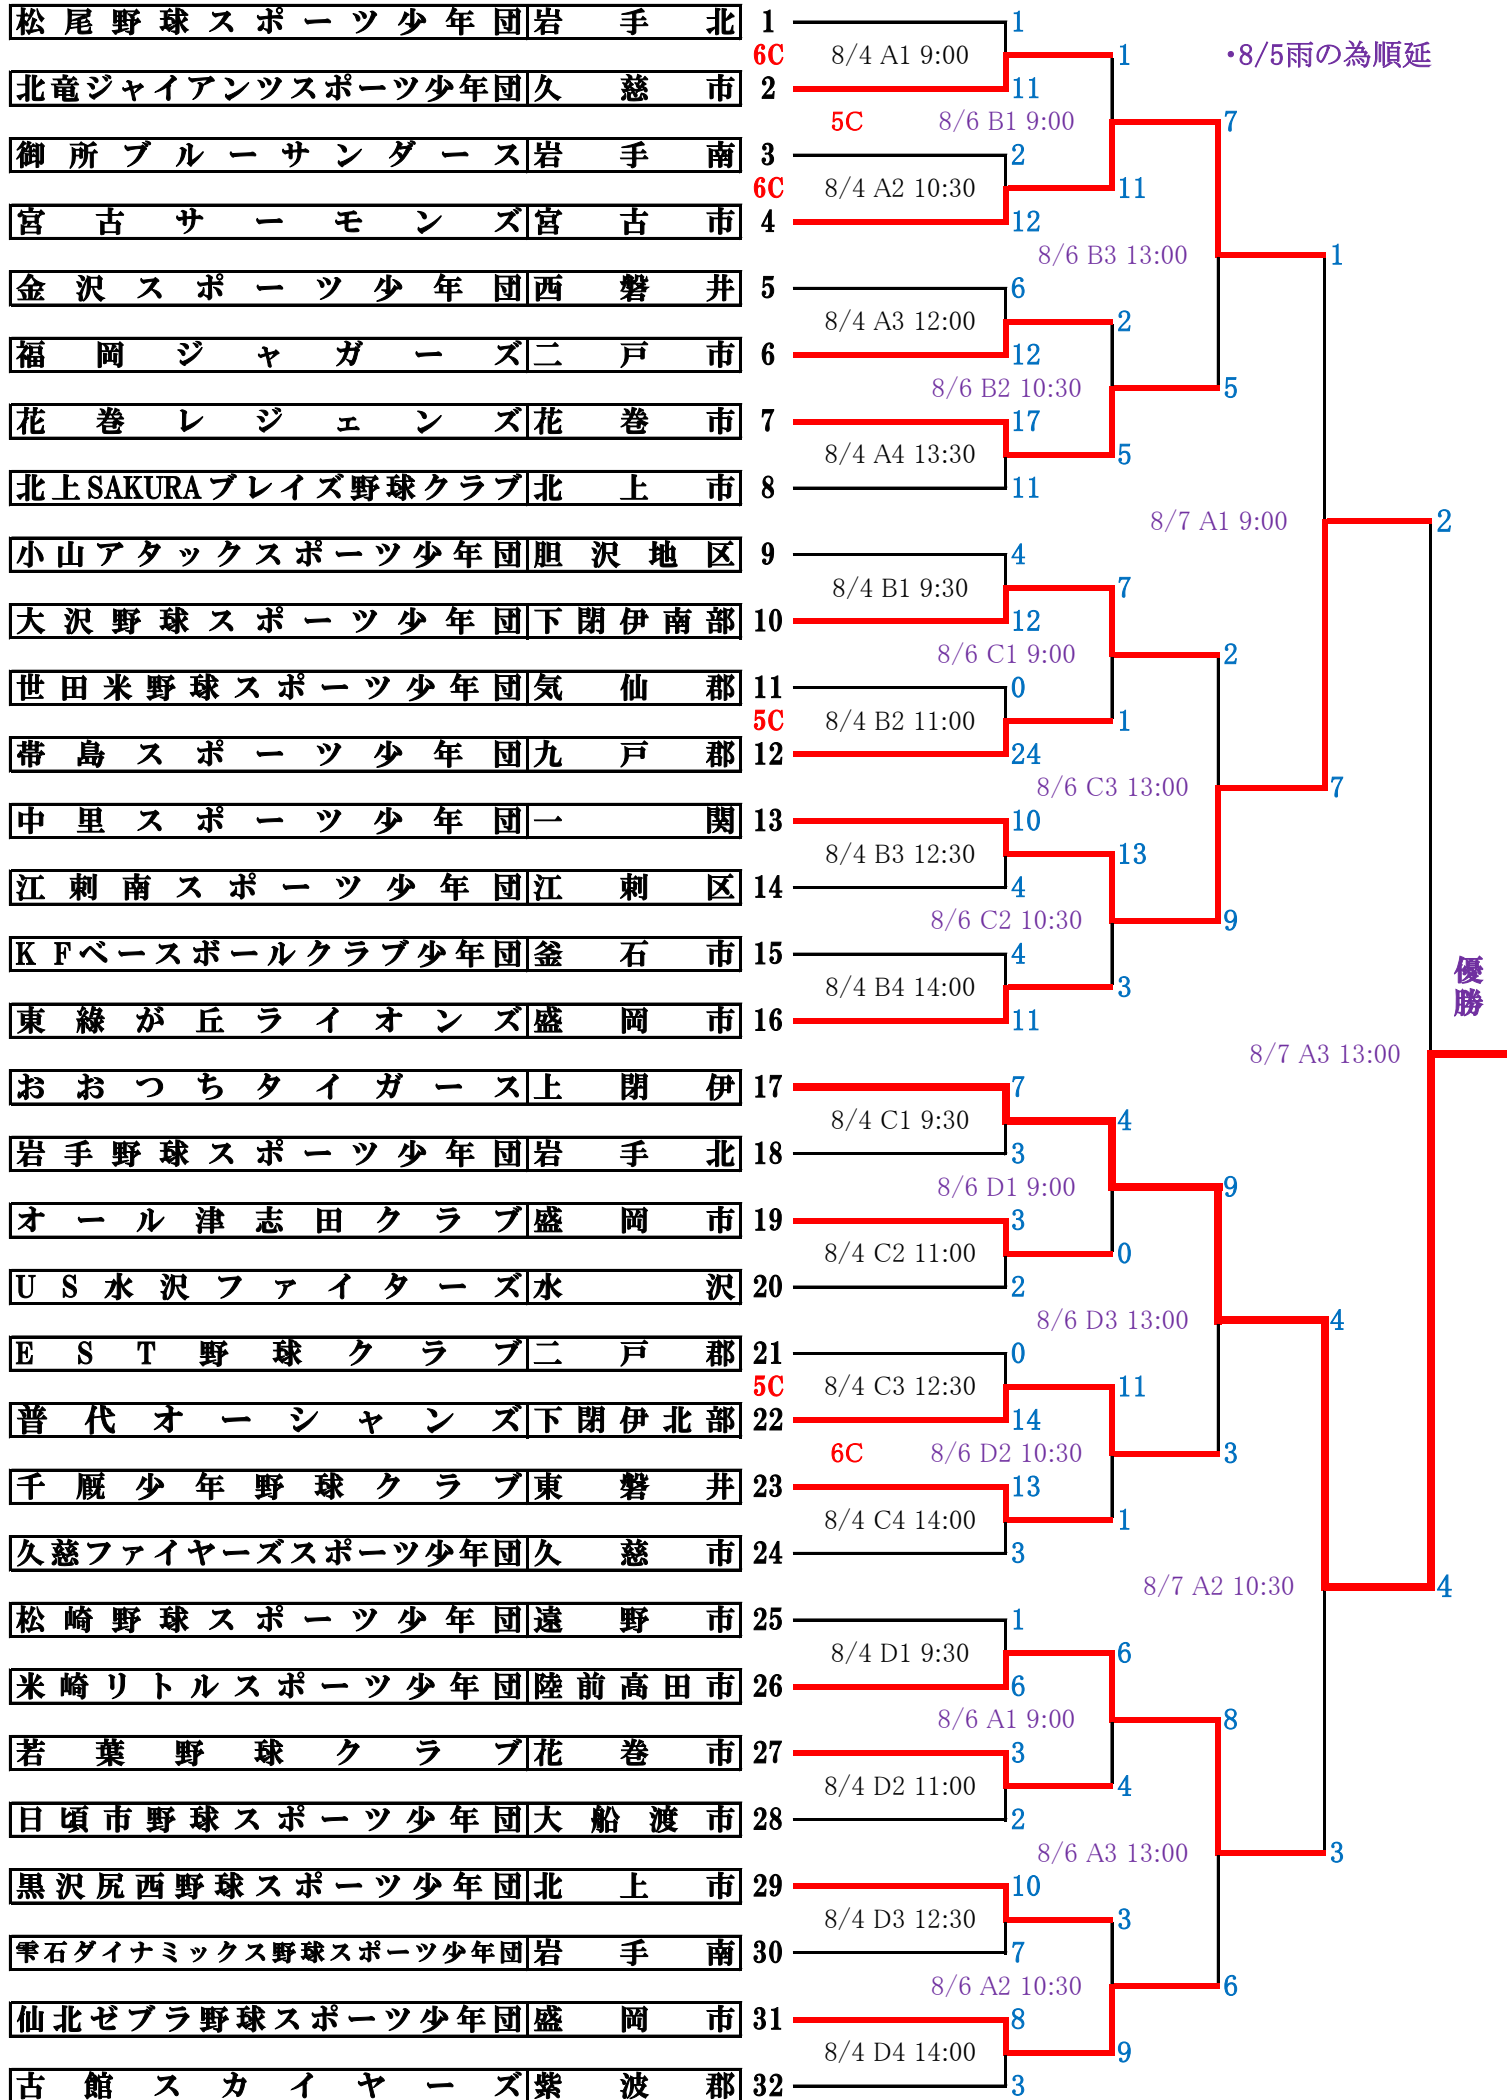 松尾野球スポーツ少年団 岩手北 1 1
6C 8/4 A1 9:00 1 ・8/5雨の為順延
北竜ジャイアンツスポーツ少年団 久慈市 2 11
5C 8/6 B1 9:00 7
御所ブルーサンダース 岩手南 3 2
6C 8/4 A2 10:30 11
宮古サーモンズ 宮古市 4 12
8/6 B3 13:00 1
金沢スポーツ少年団 西磐井 5 6
8/4 A3 12:00 2
福岡ジャガーズ 二戸市 6 12
8/6 B2 10:30 5
花巻レジェンズ 花巻市 7 17
8/4 A4 13:30 5
北上SAKURAブレイズ野球クラブ 北上市 8 11
8/7 A1 9:00 2
小山アタックスポーツ少年団 胆沢地区 9 4
8/4 B1 9:30 7
大沢野球スポーツ少年団 下閉伊南部 10 12
8/6 C1 9:00 2
世田米野球スポーツ少年団 気仙郡 11 0
5C 8/4 B2 11:00 1
帯島スポーツ少年団 九戸郡 12 24
8/6 C3 13:00 7
中里スポーツ少年団 一関 13 10
8/4 B3 12:30 13
江刺南スポーツ少年団 江刺区 14 4
8/6 C2 10:30 9
KFベースボールクラブ少年団 釜石市 15 4
優勝
8/4 B4 14:00 3
東緑が丘ライオンズ 盛岡市 16 11
8/7 A3 13:00
おおつちタイガース 上閉伊 17 7
8/4 C1 9:30 4
岩手野球スポーツ少年団 岩手北 18 3
8/6 D1 9:00 9
オール津志田クラブ 盛岡市 19 3
8/4 C2 11:00 0
US水沢ファイターズ 水沢 20 2
8/6 D3 13:00 4
EST野球クラブ 二戸郡 21 0
5C 8/4 C3 12:30 11
普代オーシャンズ 下閉伊北部 22 14
6C 8/6 D2 10:30 3
千厩少年野球クラブ 東磐井 23 13
8/4 C4 14:00 1
久慈ファイヤーズスポーツ少年団 久慈市 24 3
8/7 A2 10:30 4
松崎野球スポーツ少年団 遠野市 25 1
8/4 D1 9:30 6
米崎リトルスポーツ少年団 陸前高田市 26 6
8/6 A1 9:00 8
若葉野球クラブ 花巻市 27 3
8/4 D2 11:00 4
日頃市野球スポーツ少年団 大船渡市 28 2
8/6 A3 13:00 3
黒沢尻西野球スポーツ少年団 北上市 29 10
8/4 D3 12:30 3
雫石ダイナミックス野球スポーツ少年団 岩手南 30 7
8/6 A2 10:30 6
仙北ゼブラ野球スポーツ少年団 盛岡市 31 8
8/4 D4 14:00 9
古館スカイヤーズ 紫波郡 32 3